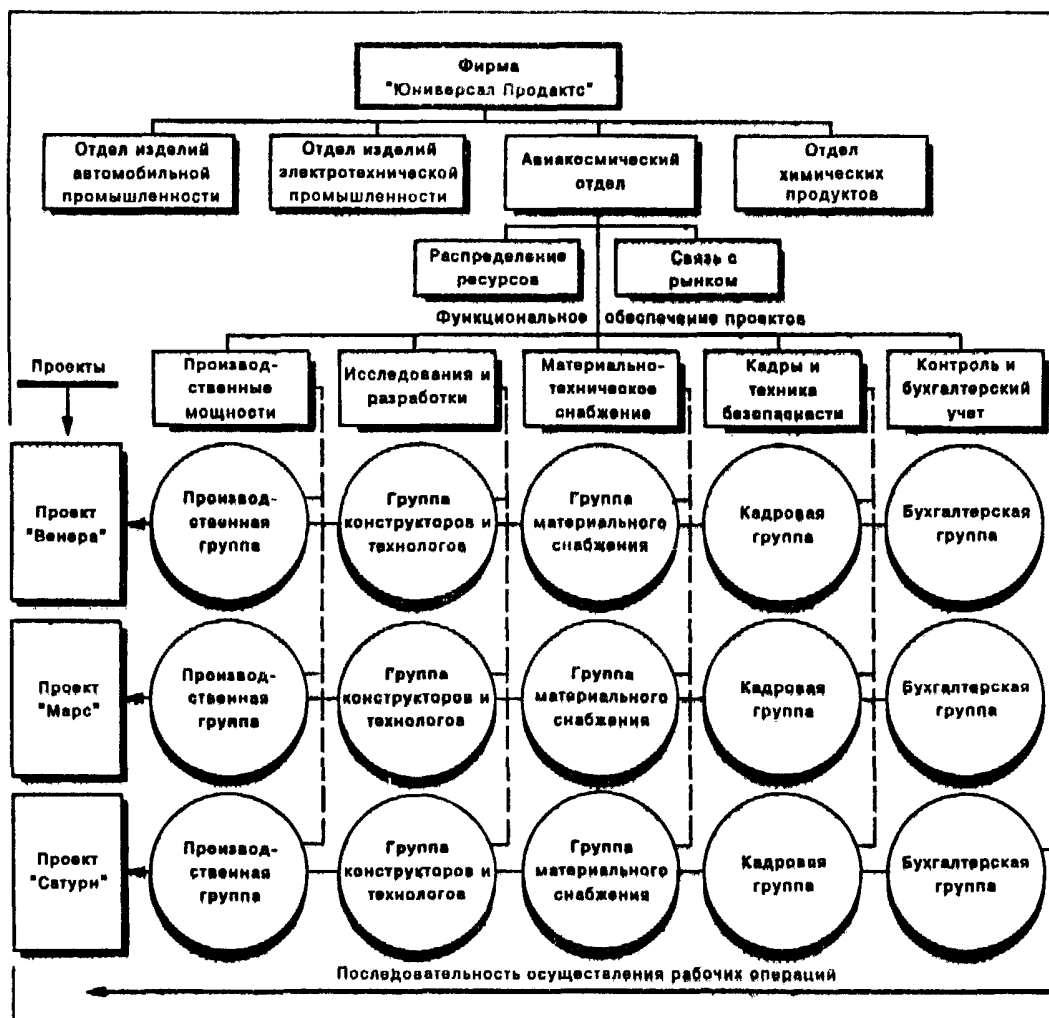 Фирма
"Юниверсал Продактс"
Отдел изделий
автомобильной
промышленности
Отдел изделий
электротехнической
промышленности
Авиакосмический
отдел
Отдел
химических
продуктов
Распределение
ресурсов
Связь с
рынком
Функциональное обеспечение проектов
Проекты
Производ-
ственные
мощности
Исследования и
разработки
Материально-
техническое
снабжение
Кадры и
техника
безопасности
Контроль и
бухгалтерский
учет
Проект
"Венера"
Производ-
ственная
группа
Группа
конструкторов и
технологов
Группа
материального
снабжения
Кадровая
группа
Бухгалтерская
группа
Проект
"Марс"
Производ-
ственная
группа
Группа
конструкторов и
технологов
Группа
материального
снабжения
Кадровая
группа
Бухгалтерская
группа
Проект
"Сатурн"
Производ-
ственная
группа
Группа
конструкторов и
технологов
Группа
материального
снабжения
Кадровая
группа
Бухгалтерская
группа
Последовательность осуществления рабочих операций